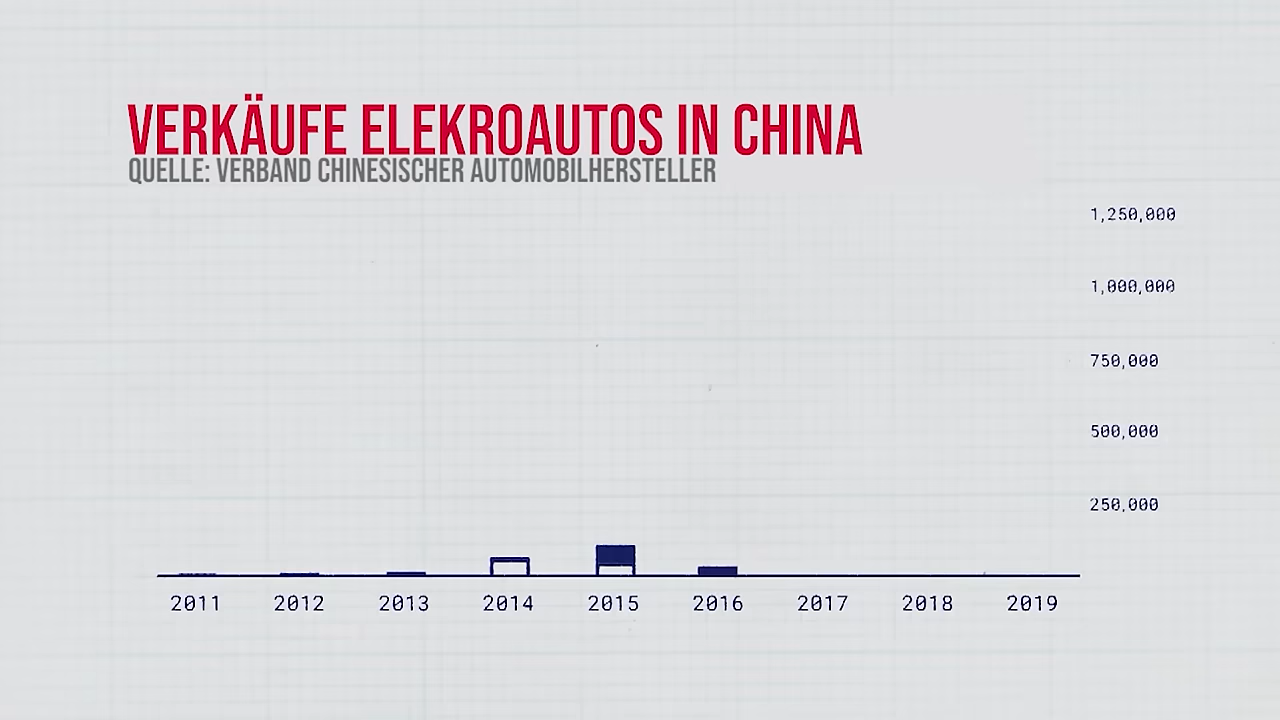 VERKÄUFE ELEKROAUTOS IN CHINA
QUELLE: VERBAND CHINESISCHER AUTOMOBILHERSTELLER
1,250,000
1,000,000
750,000
500,000
250,000
2011 2012 2013 2014 2015 2016 2017 2018 2019